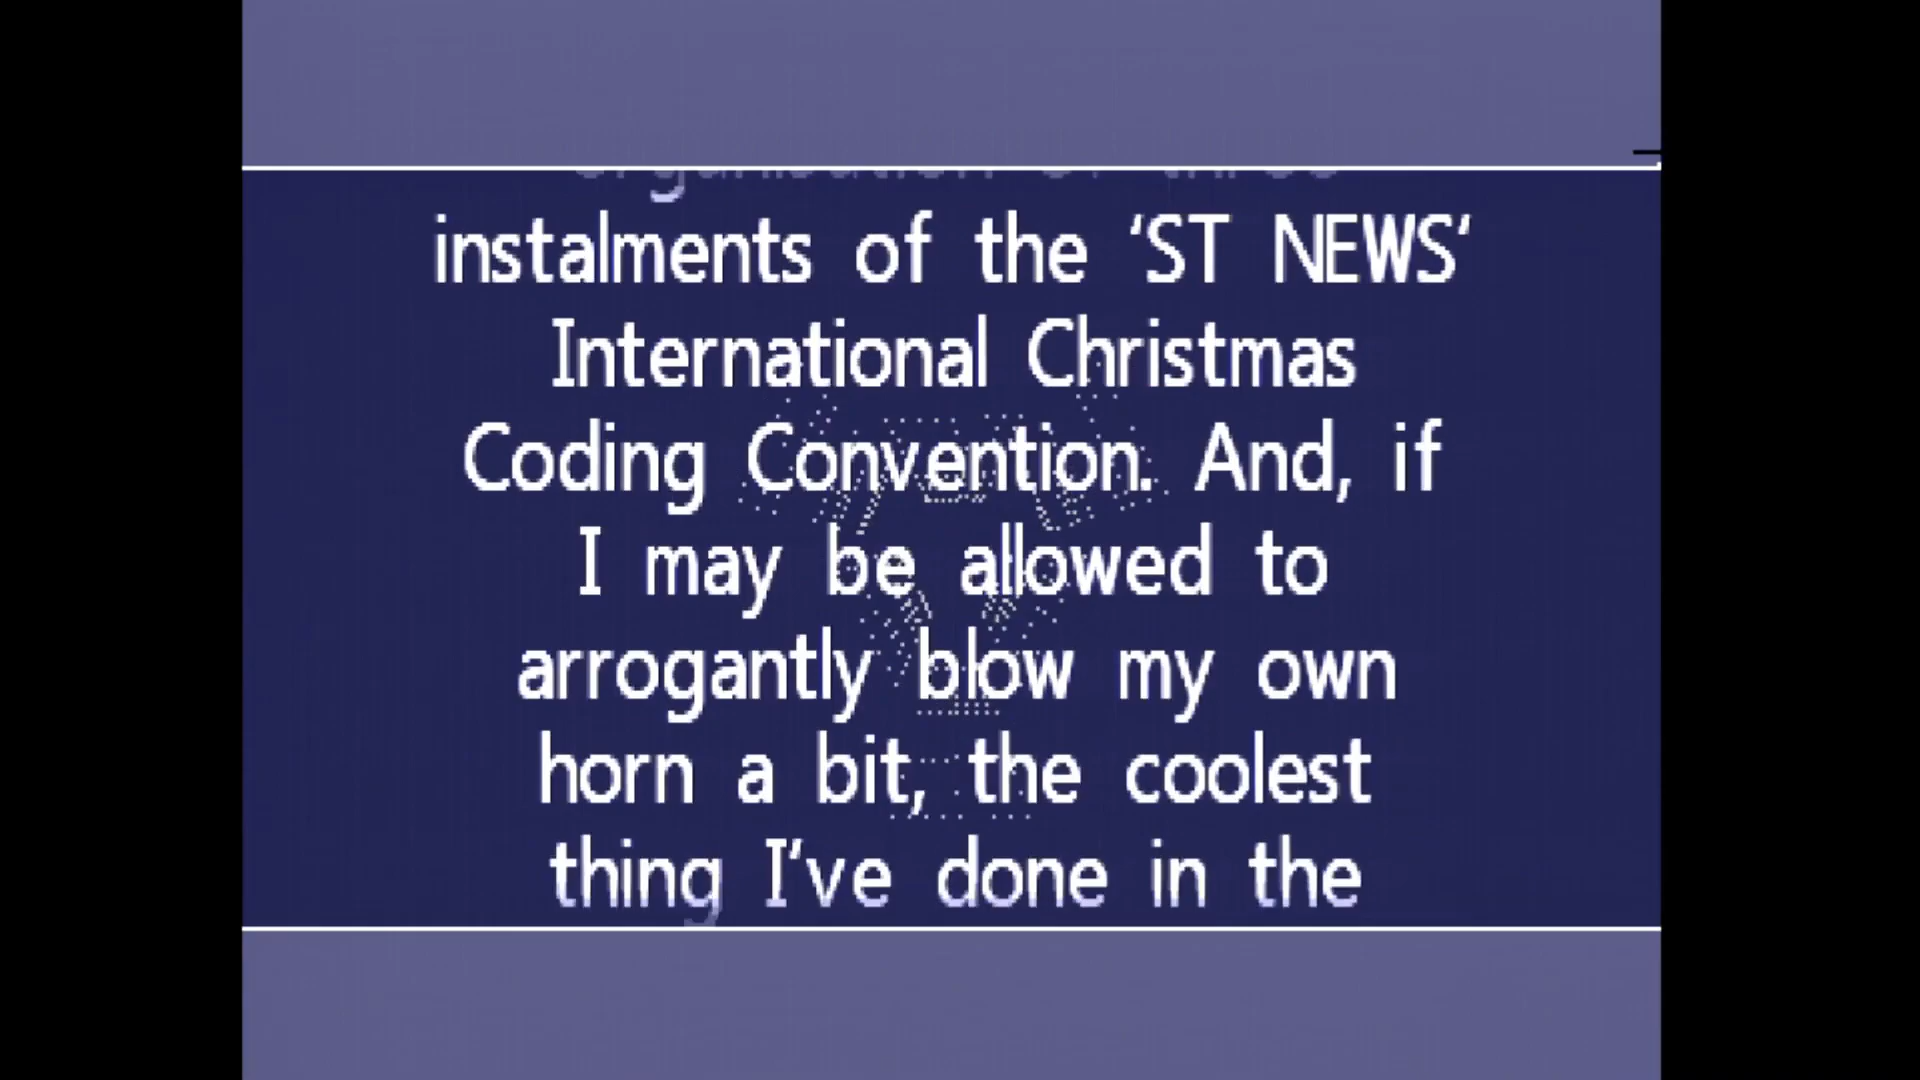 instalments of the 'ST NEWS'
International Christmas
Coding Convention. And, if
I may be allowed to
arrogantly blow my own
horn a bit, the coolest
thing I've done in the